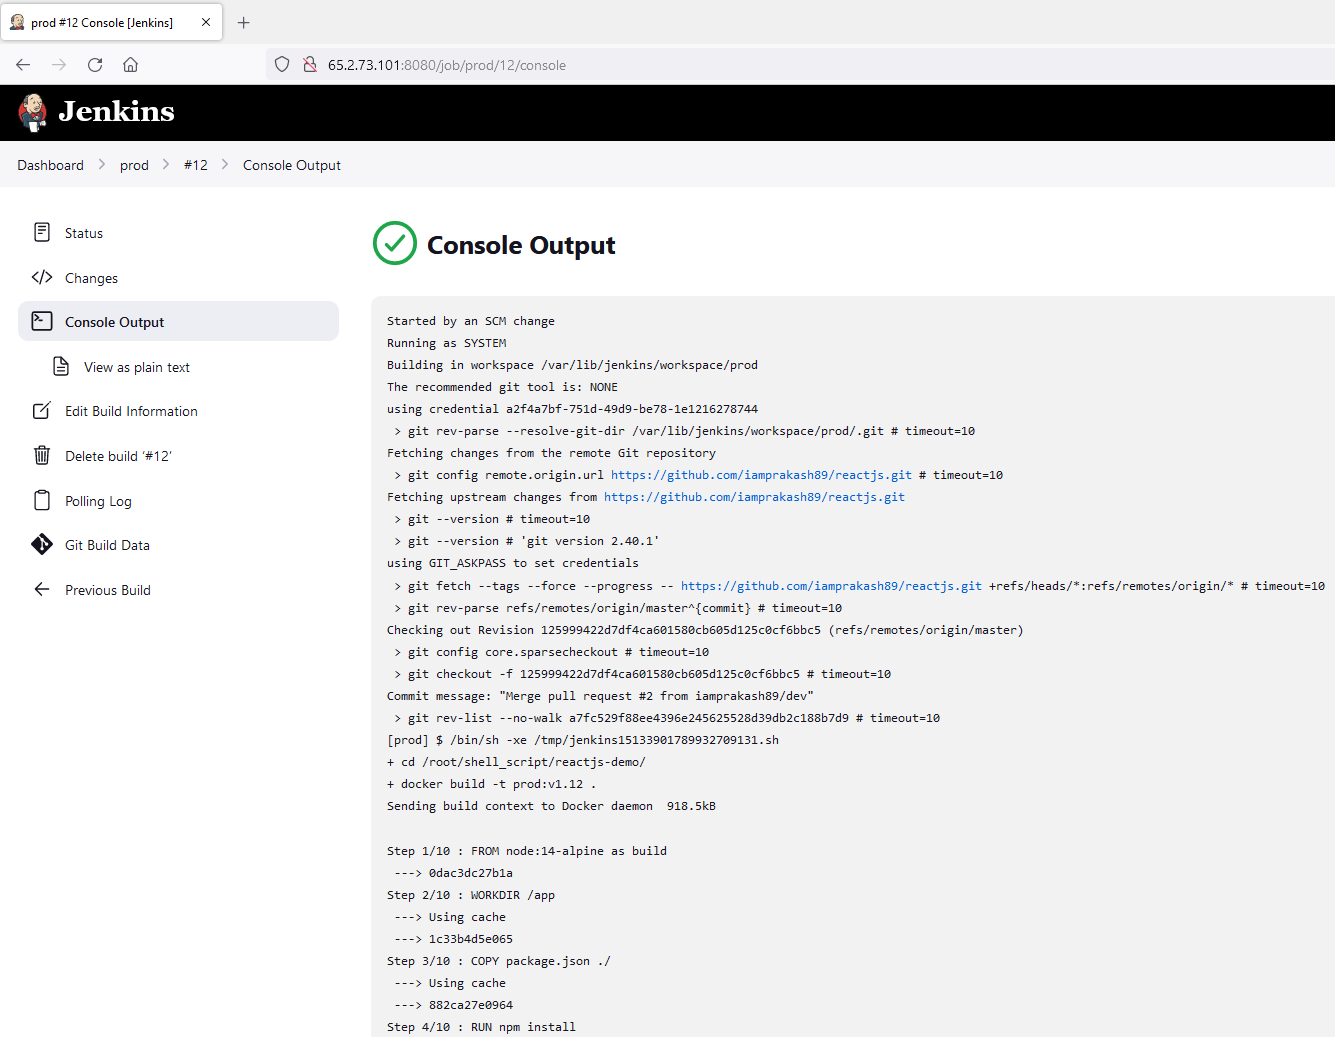 prod #12 Console [Jenkins]
65.2.73.101:8080/job/prod/12/console
Jenkins
Dashboard
prod
#12
Console Output
Status
Changes
Console Output
View as plain text
Edit Build Information
Delete build ‘#12’
Polling Log
Git Build Data
Previous Build
Console Output
Started by an SCM change
Running as SYSTEM
Building in workspace /var/lib/jenkins/workspace/prod
The recommended git tool is: NONE
using credential a2f4a7bf-751d-49d9-be78-1e1216278744
 > git rev-parse --resolve-git-dir /var/lib/jenkins/workspace/prod/.git # timeout=10
Fetching changes from the remote Git repository
 > git config remote.origin.url https://github.com/iamprakash89/reactjs.git # timeout=10
Fetching upstream changes from https://github.com/iamprakash89/reactjs.git
 > git --version # timeout=10
 > git --version # 'git version 2.40.1'
using GIT_ASKPASS to set credentials
 > git fetch --tags --force --progress -- https://github.com/iamprakash89/reactjs.git +refs/heads/*:refs/remotes/origin/* # timeout=10
 > git rev-parse refs/remotes/origin/master^{commit} # timeout=10
Checking out Revision 125999422d7df4ca601580cb605d125c0cf6bbc5 (refs/remotes/origin/master)
 > git config core.sparsecheckout # timeout=10
 > git checkout -f 125999422d7df4ca601580cb605d125c0cf6bbc5 # timeout=10
Commit message: "Merge pull request #2 from iamprakash89/dev"
 > git rev-list --no-walk a7fc529f88ee4396e245625528d39db2c188b7d9 # timeout=10
[prod] $ /bin/sh -xe /tmp/jenkins15133901789932709131.sh
+ cd /root/shell_script/reactjs-demo/
+ docker build -t prod:v1.12 .
Sending build context to Docker daemon  918.5kB
Step 1/10 : FROM node:14-alpine as build
 ---> 0dac3dc27b1a
Step 2/10 : WORKDIR /app
 ---> Using cache
 ---> 1c33b4d5e065
Step 3/10 : COPY package.json ./
 ---> Using cache
 ---> 882ca27e0964
Step 4/10 : RUN npm install